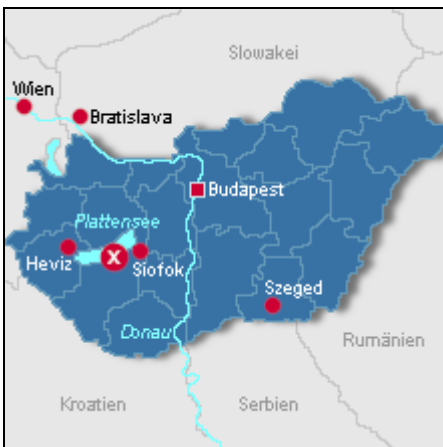 Slowakei
Wien
Bratislava
Budapest
Plattensee
Heviz
X
Siofok
Szeged
Donau
Rumänien
Kroatien
Serbien